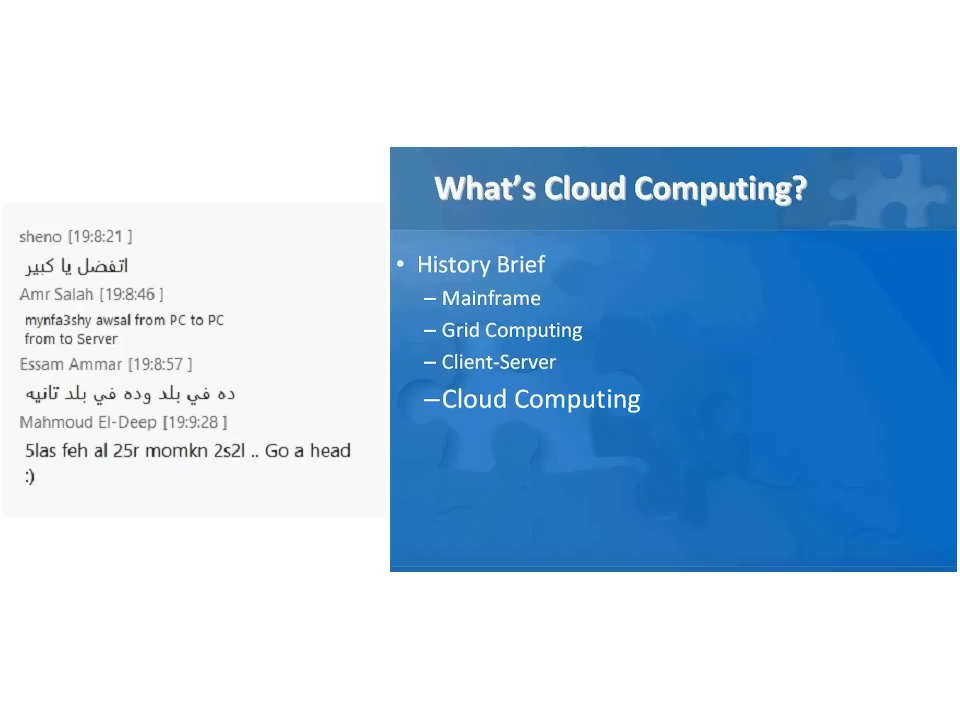 sheno [19:8:21 ]
اتفضل يا كبير
Amr Salah [19:8:46 ]
mynfa3shy awsal from PC to PC
from to Server
Essam Ammar [19:8:57 ]
ده في بلد وده في بلد تانيه
Mahmoud El-Deep [19:9:28 ]
5las feh al 25r momkn 2s2l .. Go a head
:)
What's Cloud Computing?
• History Brief
– Mainframe
– Grid Computing
– Client-Server
–Cloud Computing